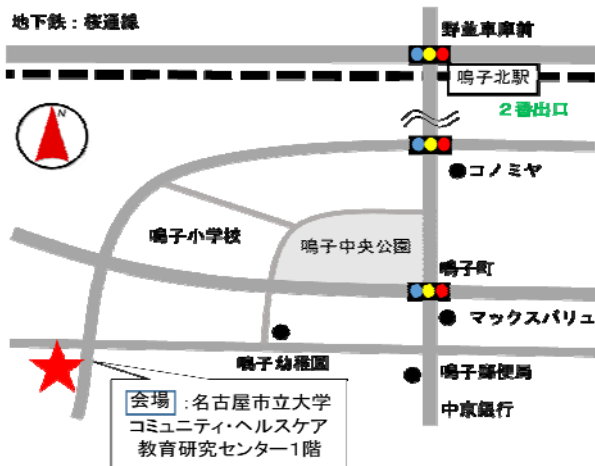 地下鉄：桜通線
野並車庫前
鳴子北駅
２番出口
N
コノミヤ
鳴子小学校
鳴子中央公園
鳴子町
マックスバリュ
鳴子幼稚園
鳴子郵便局
中京銀行
会場：名古屋市立大学
コミュニティ・ヘルスケア
教育研究センター１階